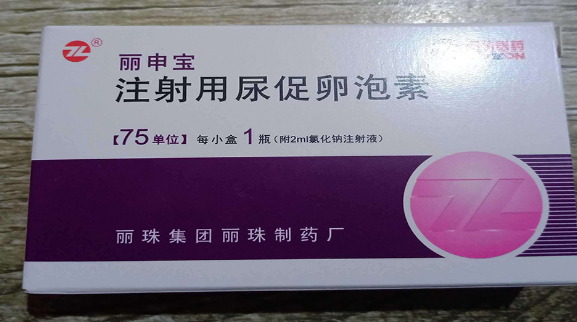 ®
丽申宝
注射用尿促卵泡素
【75单位】每小盒1瓶(附2ml氯化钠注射液)
丽珠集团丽珠制药厂